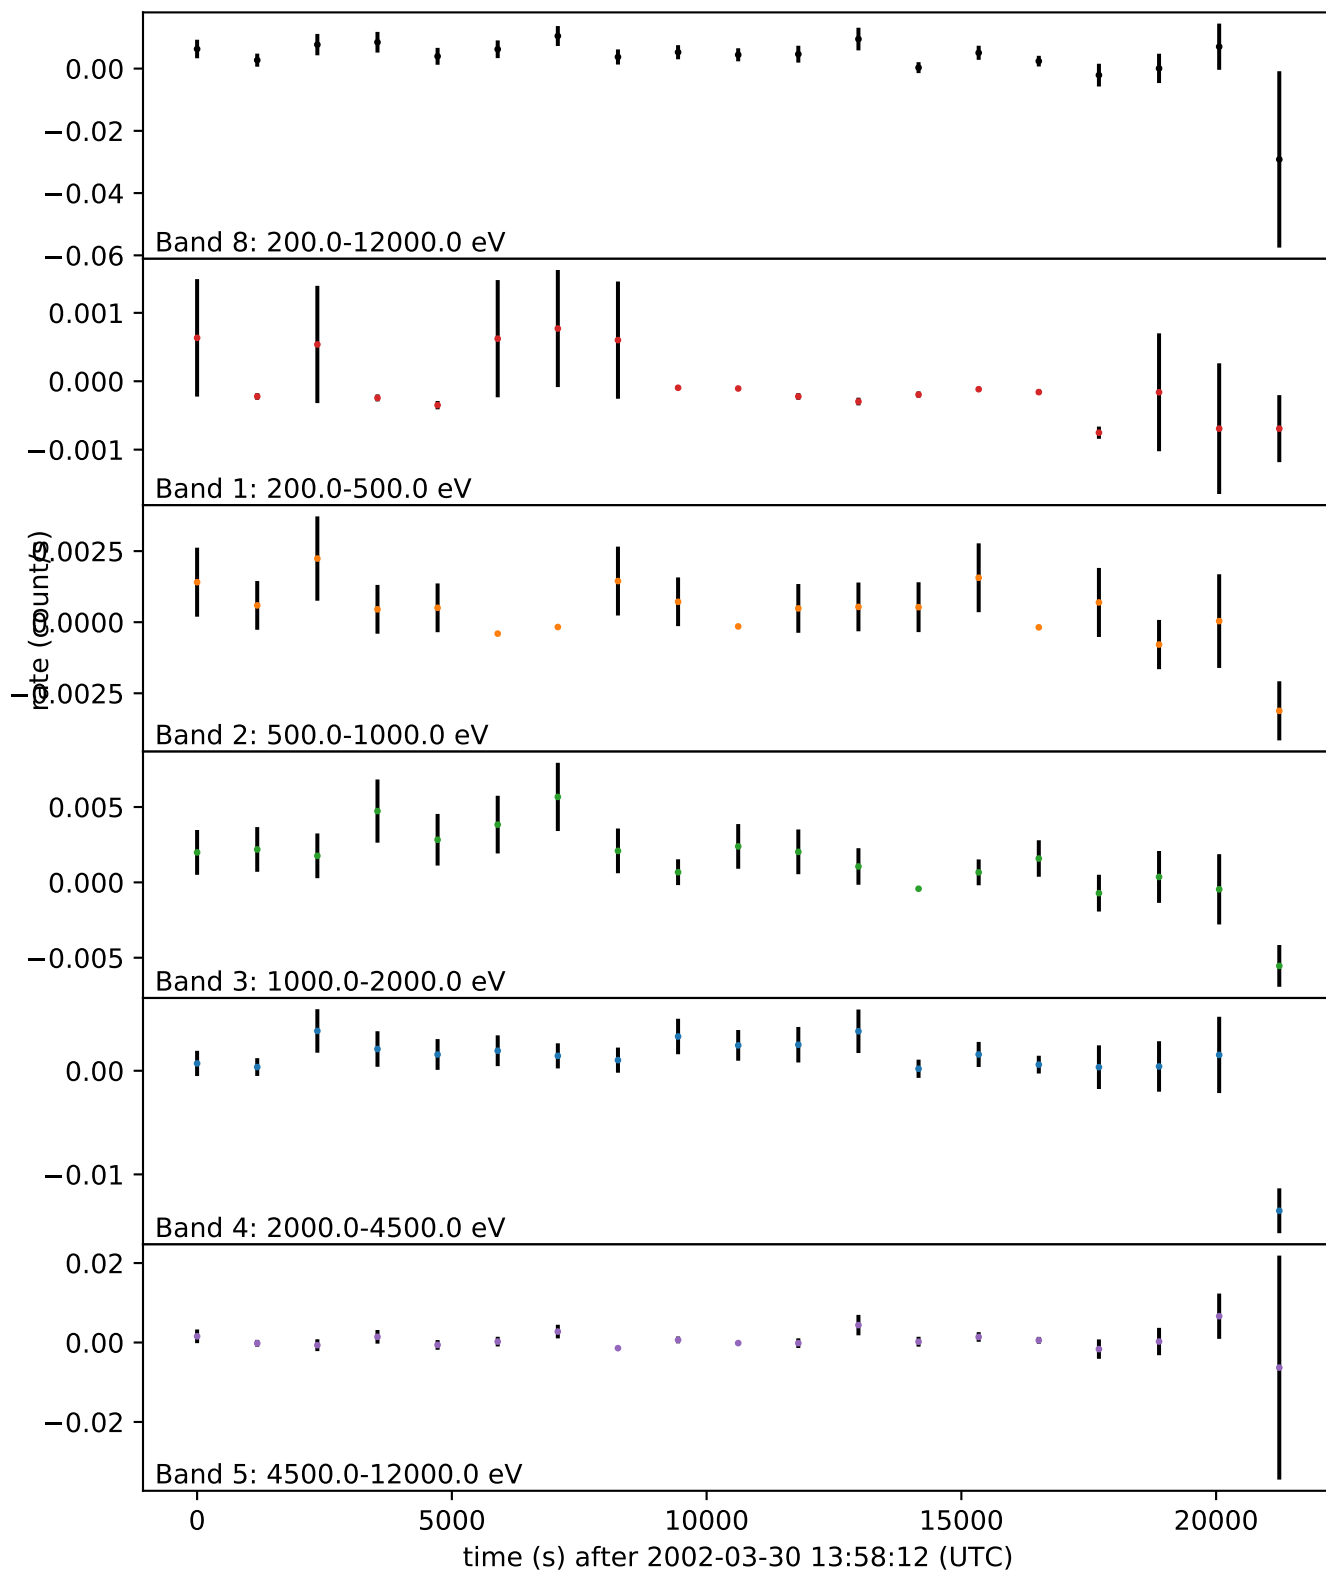 0.00
−0.02
−0.04
−0.06
Band 8: 200.0-12000.0 eV
0.001
0.000
−0.001
Band 1: 200.0-500.0 eV
rate (count/s)
0.0025
0.0000
−0.0025
Band 2: 500.0-1000.0 eV
0.005
0.000
−0.005
Band 3: 1000.0-2000.0 eV
0.00
−0.01
Band 4: 2000.0-4500.0 eV
0.02
0.00
−0.02
Band 5: 4500.0-12000.0 eV
0 5000 10000 15000 20000
time (s) after 2002-03-30 13:58:12 (UTC)